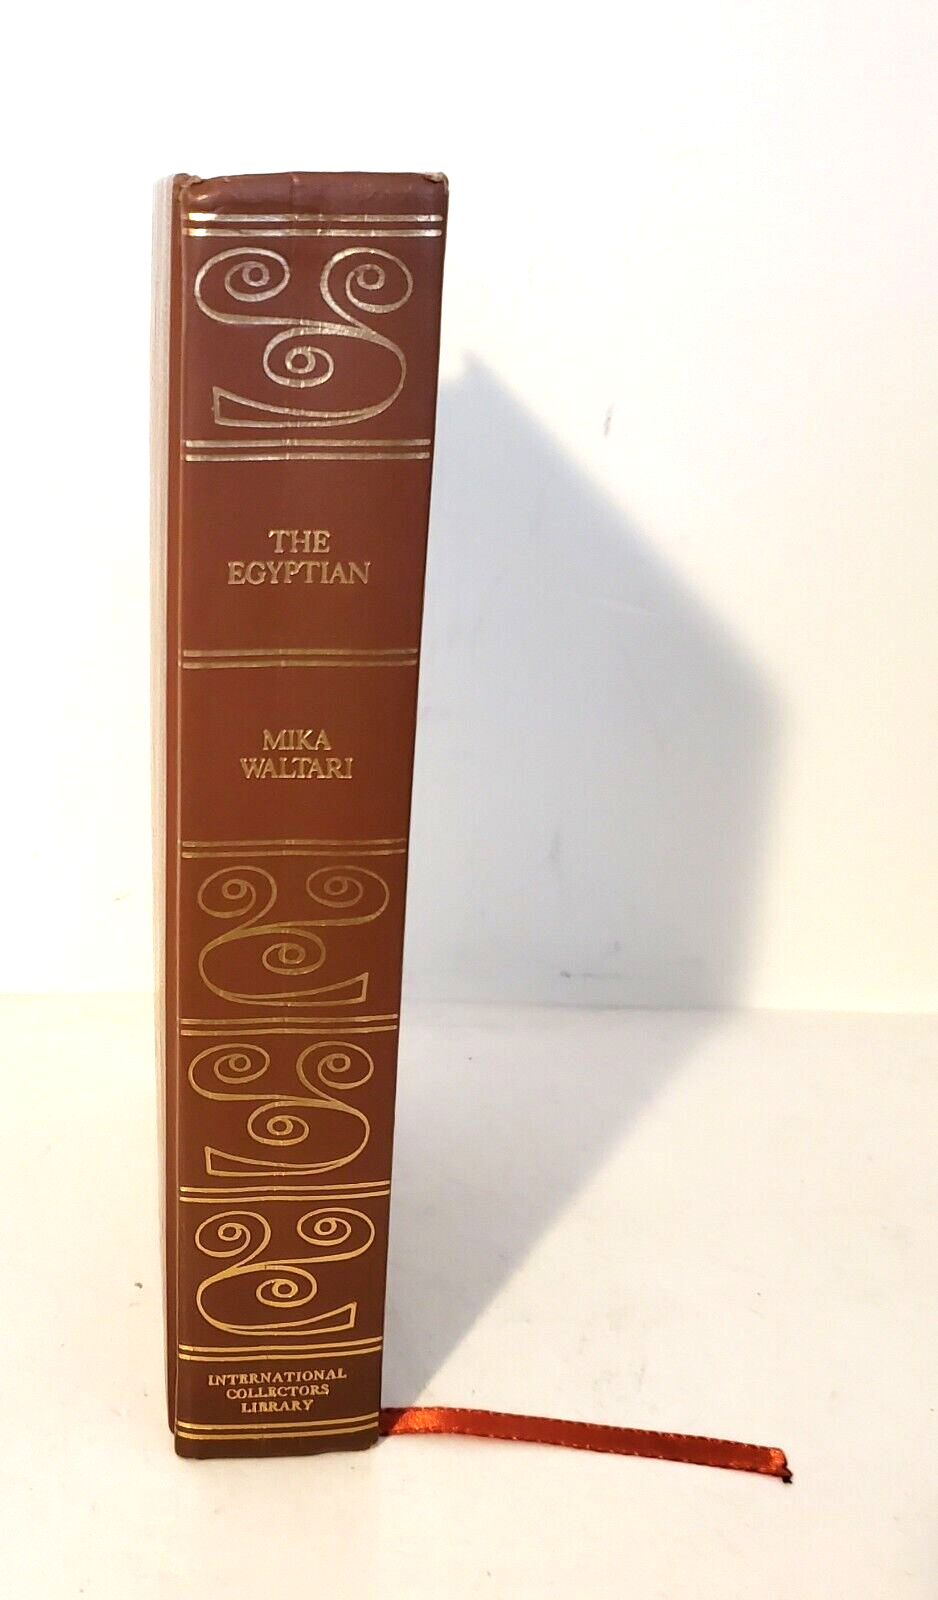 THE
EGYPTIAN
MIKA
WALTARI
INTERNATIONAL
COLLECTORS
LIBRARY